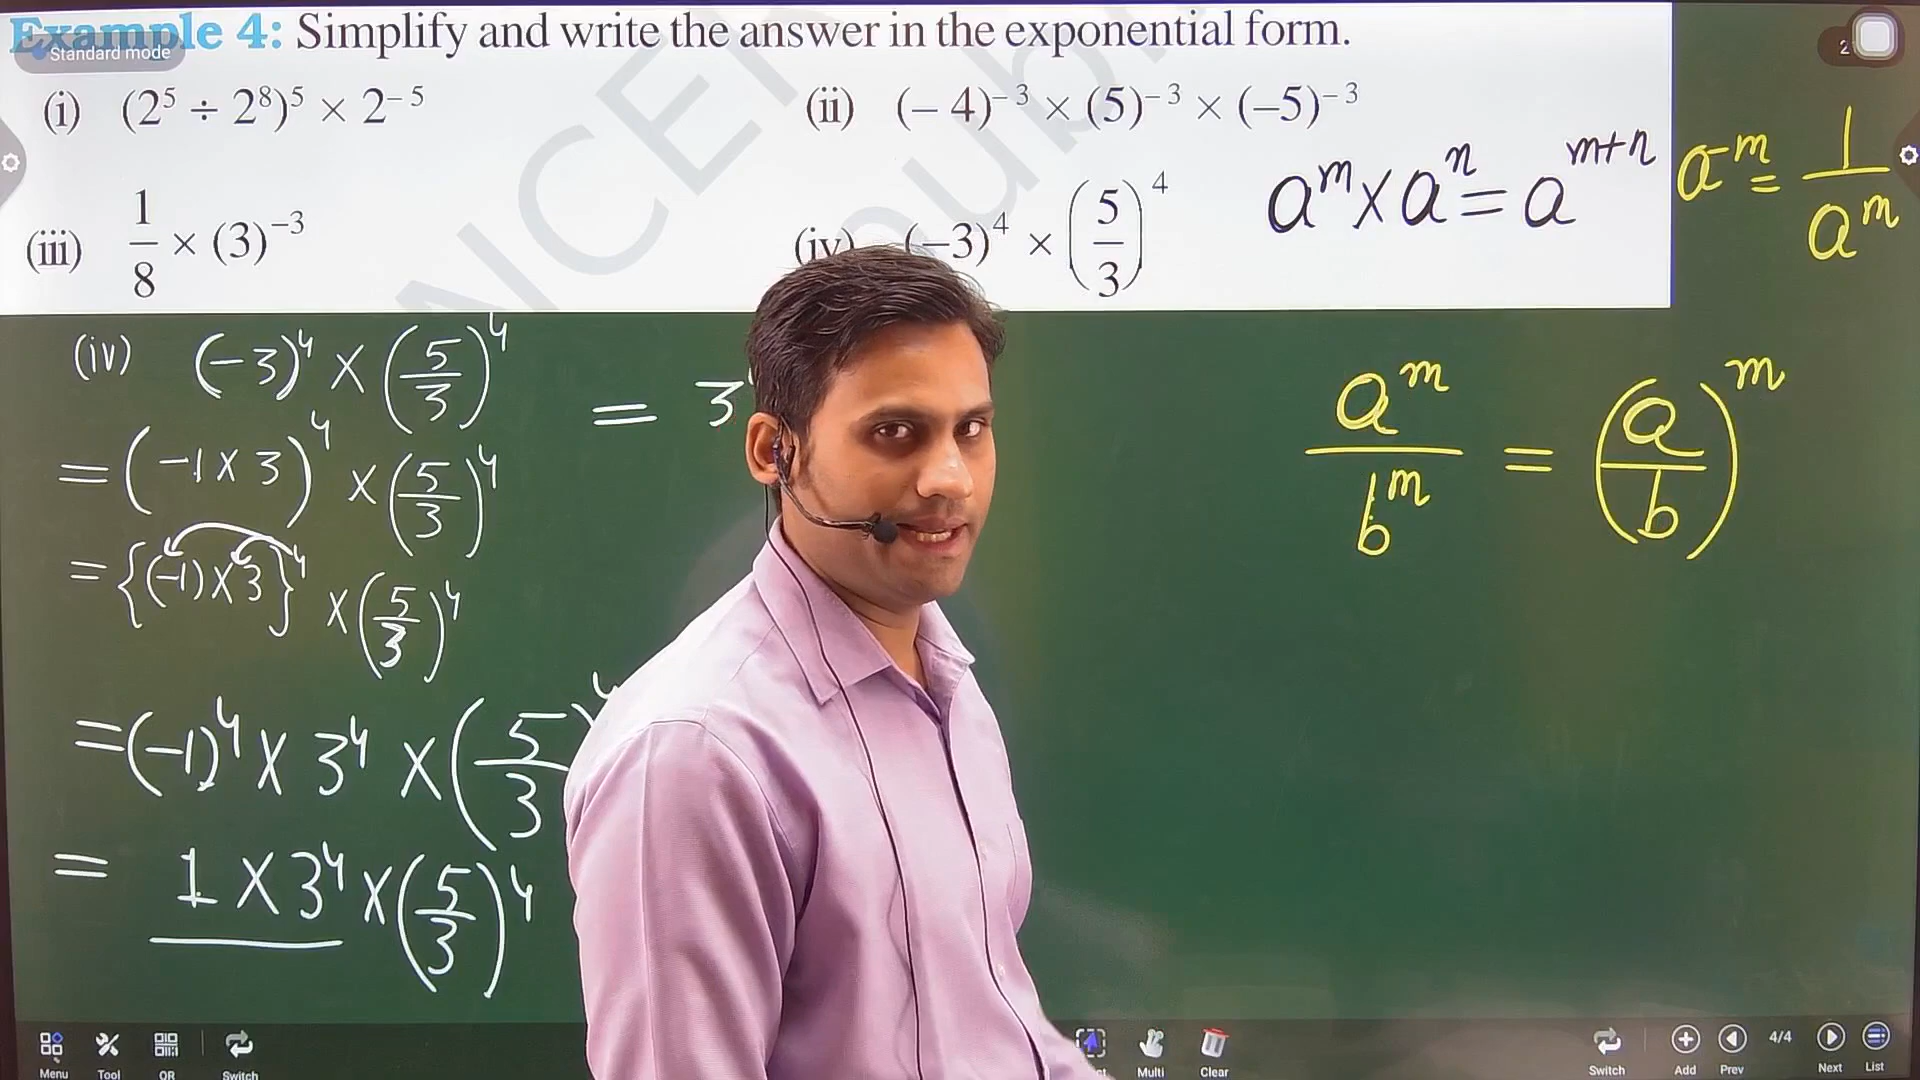 Example 4: Simplify and write the answer in the exponential form.
Standard mode
(i) (2⁵ ÷ 2⁸)⁵ × 2⁻⁵
(ii) (– 4)⁻³ × (5)⁻³ × (–5)⁻³
(iii) 1/8 × (3)⁻³
(iv) (–3)⁴ × (5/3)⁴
aᵐ × aⁿ = aᵐ⁺ⁿ
a⁻ᵐ = 1/aᵐ
(iv) (-3)⁴ × (5/3)⁴
= (-1 × 3)⁴ × (5/3)⁴
= {(-1) × 3}⁴ × (5/3)⁴
= (-1)⁴ × 3⁴ × (5/3)⁴
= 1 × 3⁴ × (5/3)⁴
= 3
aᵐ/bᵐ = (a/b)ᵐ
Menu Tool QR Switch
Multi Clear
Switch Add Prev 4/4 Next List